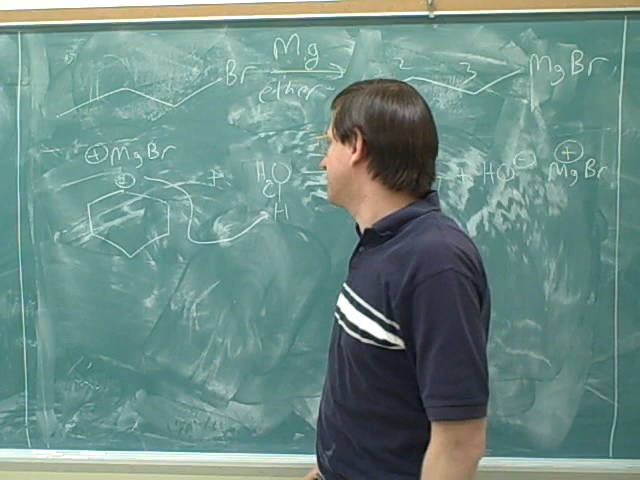 Br Mg ether 2 3 MgBr
⊕MgBr
⊖ + H O H + HO⊖ ⊕MgBr